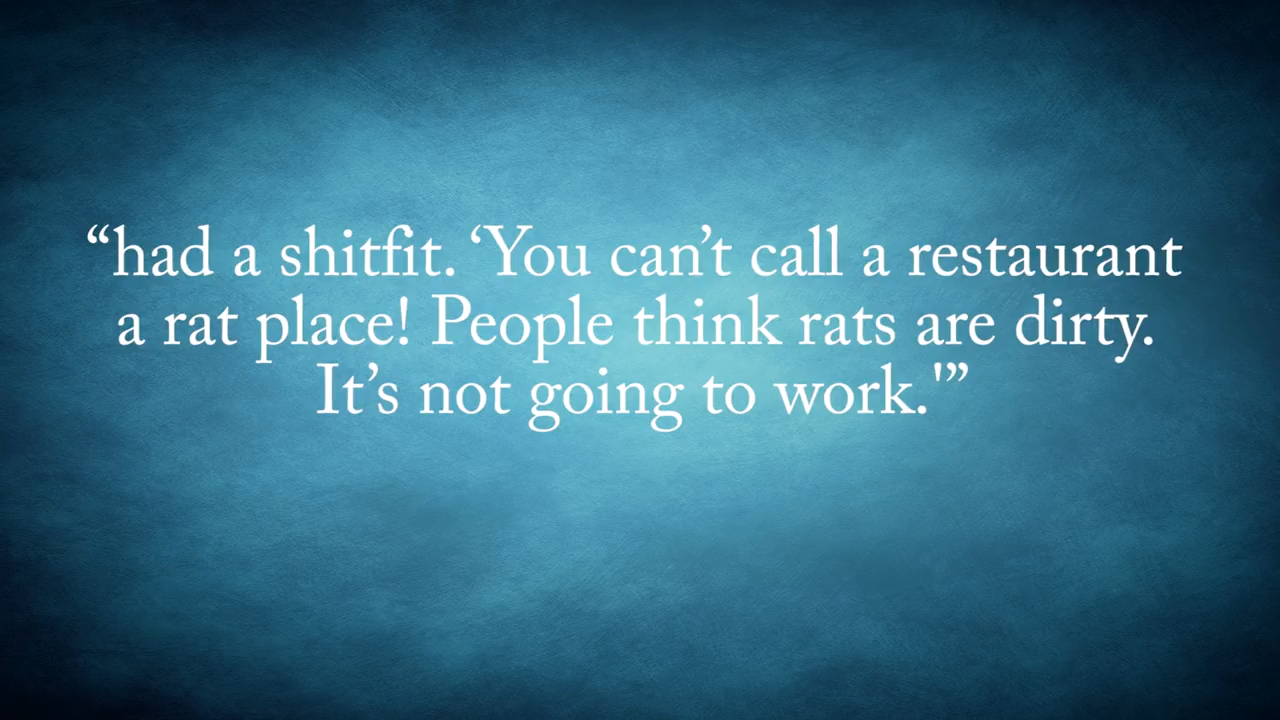 “had a shitfit. ‘You can’t call a restaurant
a rat place! People think rats are dirty.
It’s not going to work.'”